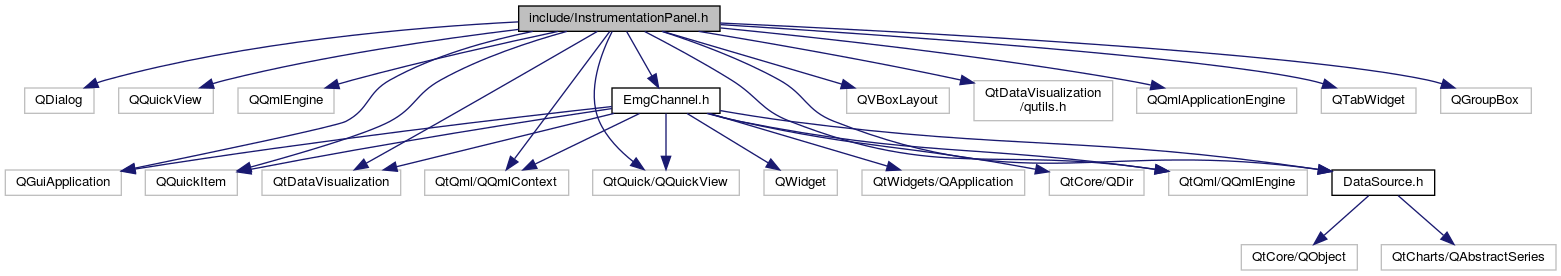 include/InstrumentationPanel.h
QDialog
QQuickView
QQmlEngine
EmgChannel.h
QVBoxLayout
QtDataVisualization
/qutils.h
QQmlApplicationEngine
QTabWidget
QGroupBox
QGuiApplication
QQuickItem
QtDataVisualization
QtQml/QQmlContext
QtQuick/QQuickView
QWidget
QtWidgets/QApplication
QtCore/QDir
QtQml/QQmlEngine
DataSource.h
QtCore/QObject
QtCharts/QAbstractSeries